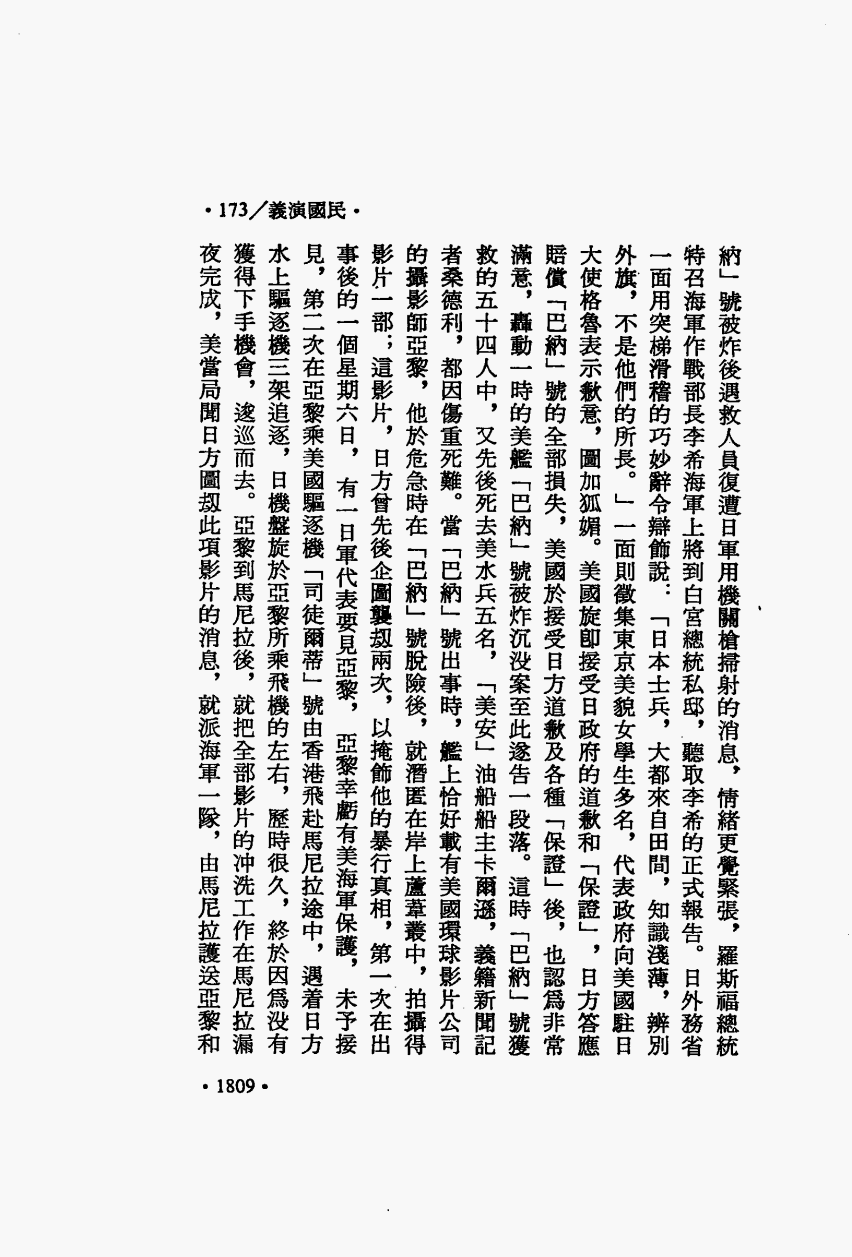 •173／義演國民•
納」號被炸後遇救人員復遭日軍用機關槍掃射的消息，情緒更覺緊張，羅斯福總統
特召海軍作戰部長李希海軍上將到白宮總統私邸，聽取李希的正式報告。日外務省
一面用突梯滑稽的巧妙辭令辯飾說：「日本士兵，大都來自田間，知識淺薄，辨別
外旗，不是他們的所長。」一面則徵集東京美貌女學生多名，代表政府向美國駐日
大使格魯表示歉意，圖加狐媚。美國旋卽接受日政府的道歉和「保證」，日方答應
賠償「巴納」號的全部損失，美國於接受日方道歉及各種「保證」後，也認爲非常
滿意，轟動一時的美艦「巴納」號被炸沉没案至此遂告一段落。這時「巴納」號獲
救的五十四人中，又先後死去美水兵五名，「美安」油船船主卡爾遜，義籍新聞記
者桑德利，都因傷重死難。當「巴納」號出事時，艦上恰好載有美國環球影片公司
的攝影師亞黎，他於危急時在「巴納」號脫險後，就潛匿在岸上蘆葦叢中，拍攝得
影片一部；這影片，日方曾先後企圖襲刼兩次，以掩飾他的暴行真相，第一次在出
事後的一個星期六日，有一日軍代表要見亞黎，亞黎幸虧有美海軍保護，未予接
見，第二次在亞黎乘美國驅逐機「司徒爾蒂」號由香港飛赴馬尼拉途中，遇着日方
水上驅逐機三架追逐，日機盤旋於亞黎所乘飛機的左右，歷時很久，終於因爲没有
獲得下手機會，逡巡而去。亞黎到馬尼拉後，就把全部影片的冲洗工作在馬尼拉漏
夜完成，美當局聞日方圖刼此項影片的消息，就派海軍一隊，由馬尼拉護送亞黎和
•1809•